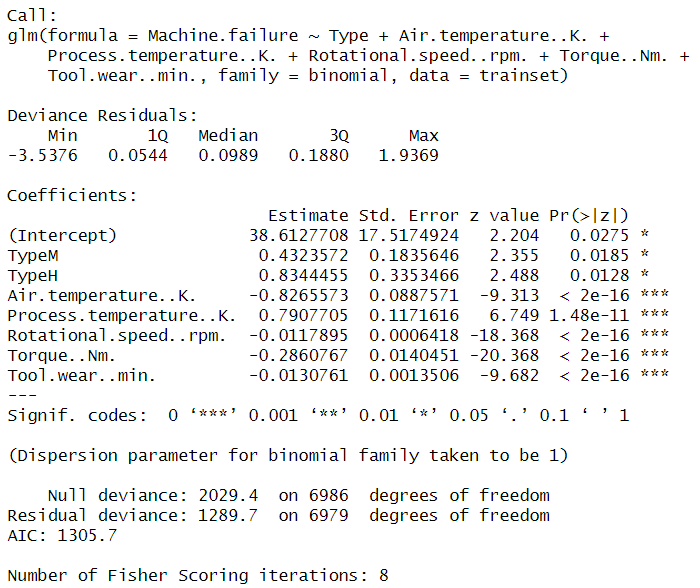 Call:
glm(formula = Machine.failure ~ Type + Air.temperature..K. +
    Process.temperature..K. + Rotational.speed..rpm. + Torque..Nm. +
    Tool.wear..min., family = binomial, data = trainset)

Deviance Residuals:
    Min       1Q   Median       3Q      Max
-3.5376   0.0544   0.0989   0.1880   1.9369

Coefficients:
                          Estimate Std. Error z value Pr(>|z|)
(Intercept)             38.6127708 17.5174924   2.204   0.0275 *
TypeM                    0.4323572  0.1835646   2.355   0.0185 *
TypeH                    0.8344455  0.3353466   2.488   0.0128 *
Air.temperature..K.     -0.8265573  0.0887571  -9.313  < 2e-16 ***
Process.temperature..K.  0.7907705  0.1171616   6.749 1.48e-11 ***
Rotational.speed..rpm.  -0.0117895  0.0006418 -18.368  < 2e-16 ***
Torque..Nm.             -0.2860767  0.0140451 -20.368  < 2e-16 ***
Tool.wear..min.         -0.0130761  0.0013506  -9.682  < 2e-16 ***
---
Signif. codes:  0 ‘***’ 0.001 ‘**’ 0.01 ‘*’ 0.05 ‘.’ 0.1 ‘ ’ 1

(Dispersion parameter for binomial family taken to be 1)

    Null deviance: 2029.4  on 6986  degrees of freedom
Residual deviance: 1289.7  on 6979  degrees of freedom
AIC: 1305.7

Number of Fisher Scoring iterations: 8